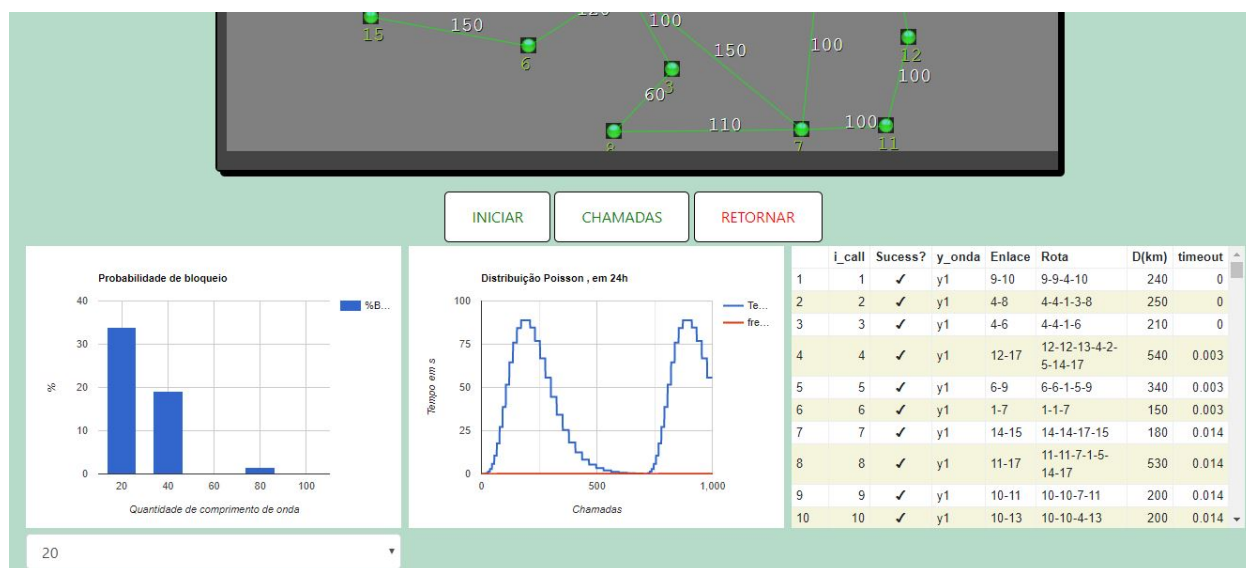 120
100
150
15
6
150
100
12
100
3
60
110
100
8
7
11
INICIAR
CHAMADAS
RETORNAR
Probabilidade de bloqueio
%B...
40
30
20
10
0
%
20 40 60 80 100
Quantidade de comprimento de onda
Distribuição Poisson , em 24h
Te...
fre...
100
75
50
25
0
Tempo em s
0 500 1,000
Chamadas
i_call Sucess? y_onda Enlace Rota D(km) timeout
1 1 ✓ y1 9-10 9-9-4-10 240 0
2 2 ✓ y1 4-8 4-4-1-3-8 250 0
3 3 ✓ y1 4-6 4-4-1-6 210 0
4 4 ✓ y1 12-17 12-12-13-4-2-
5-14-17 540 0.003
5 5 ✓ y1 6-9 6-6-1-5-9 340 0.003
6 6 ✓ y1 1-7 1-1-7 150 0.003
7 7 ✓ y1 14-15 14-14-17-15 180 0.014
8 8 ✓ y1 11-17 11-11-7-1-5-
14-17 530 0.014
9 9 ✓ y1 10-11 10-10-7-11 200 0.014
10 10 ✓ y1 10-13 10-10-4-13 200 0.014
20